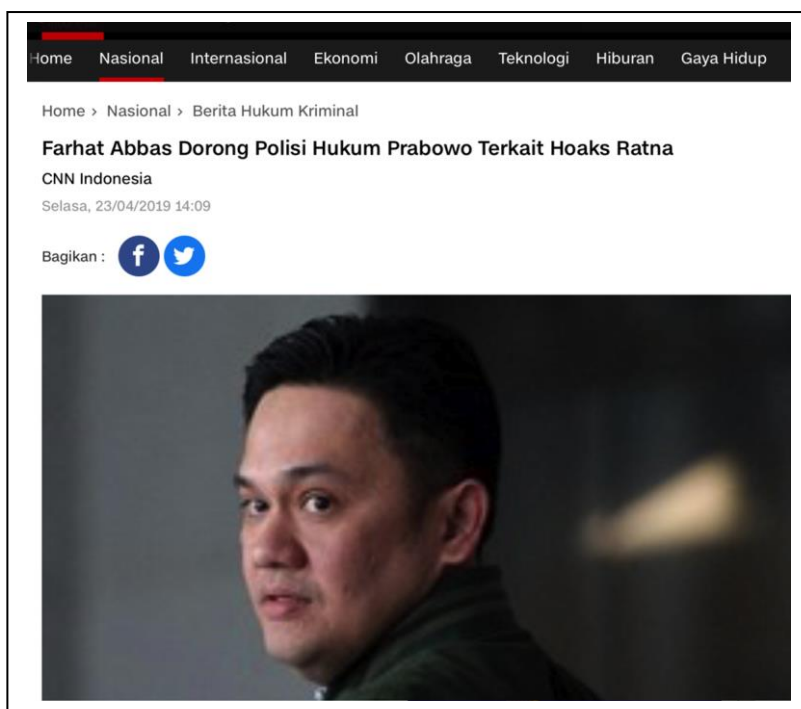 Home Nasional Internasional Ekonomi Olahraga Teknologi Hiburan Gaya Hidup
Home > Nasional > Berita Hukum Kriminal
Farhat Abbas Dorong Polisi Hukum Prabowo Terkait Hoaks Ratna
CNN Indonesia
Selasa, 23/04/2019 14:09
Bagikan :